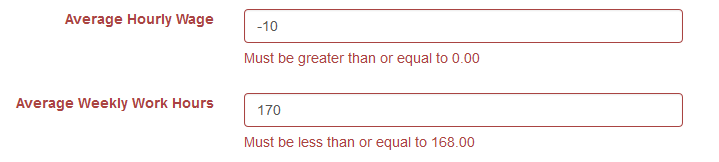 Average Hourly Wage
-10
Must be greater than or equal to 0.00
Average Weekly Work Hours
170
Must be less than or equal to 168.00